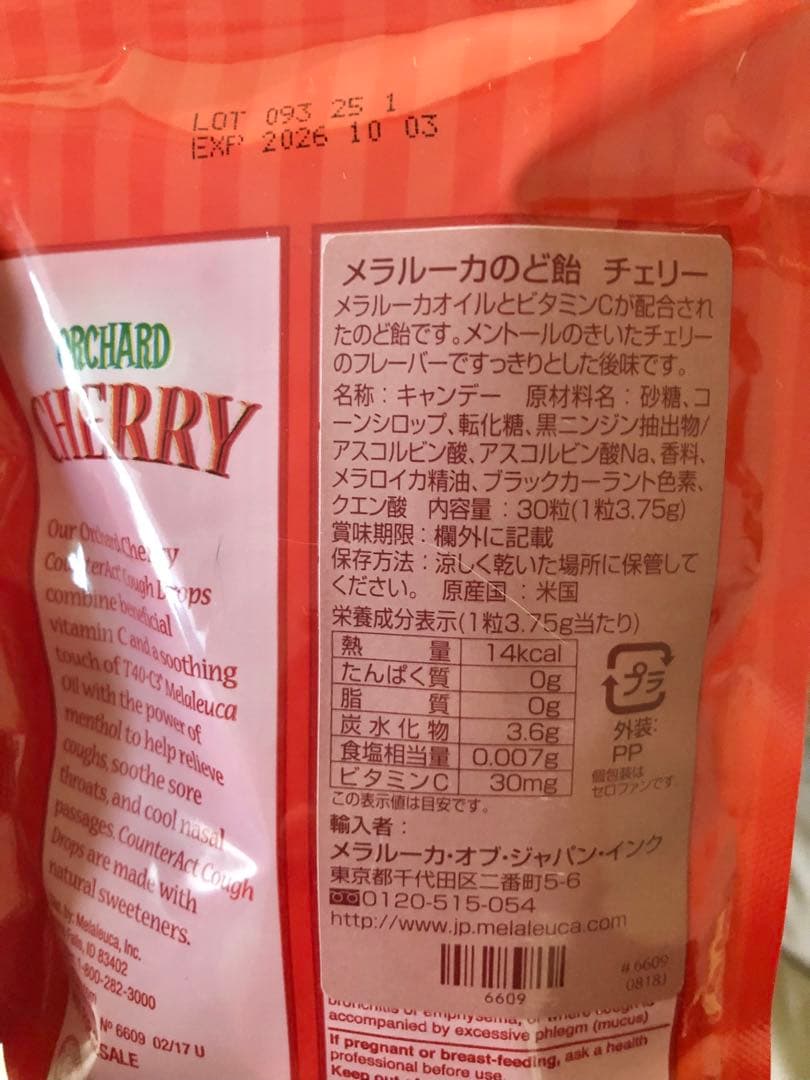 LOT 093 25 1
EXP 2026 10 03
ORCHARD
CHERRY
Our Orchard Cherry
CounterAct Cough Drops
combine beneficial
vitamin C and a soothing
touch of T40-C3 Melaleuca
Oil with the power of
menthol to help relieve
coughs, soothe sore
throats, and cool nasal
passages. CounterAct Cough
Drops are made with
natural sweeteners.
by: Melaleuca, Inc.
Falls, ID 83402
1-800-282-3000
Nº 6609 02/17 U
SALE
メラルーカのど飴 チェリー
メラルーカオイルとビタミンCが配合され
たのど飴です。メントールのきいたチェリー
のフレーバーですっきりとした後味です。
名称:キャンデー 原材料名:砂糖、コ
ーンシロップ、転化糖、黒ニンジン抽出物/
アスコルビン酸、アスコルビン酸Na、香料、
メラロイカ精油、ブラックカーラント色素、
クエン酸 内容量:30粒(1粒3.75g)
賞味期限:欄外に記載
保存方法:涼しく乾いた場所に保管して
ください。 原産国:米国
栄養成分表示(1粒3.75g当たり)
熱量 14kcal
たんぱく質 0g
脂質 0g
炭水化物 3.6g
食塩相当量 0.007g
ビタミンC 30mg
この表示値は目安です。
プラ
外装:
PP
個包装は
セロファンです。
輸入者:
メラルーカ・オブ・ジャパン・インク
東京都千代田区二番町5-6
0120-515-054
http://www.jp.melaleuca.com
6609
#6609
0818J
bronchitis or emphysema, or where cough is
accompanied by excessive phlegm (mucus)
If pregnant or breast-feeding, ask a health
professional before use.
Keep out